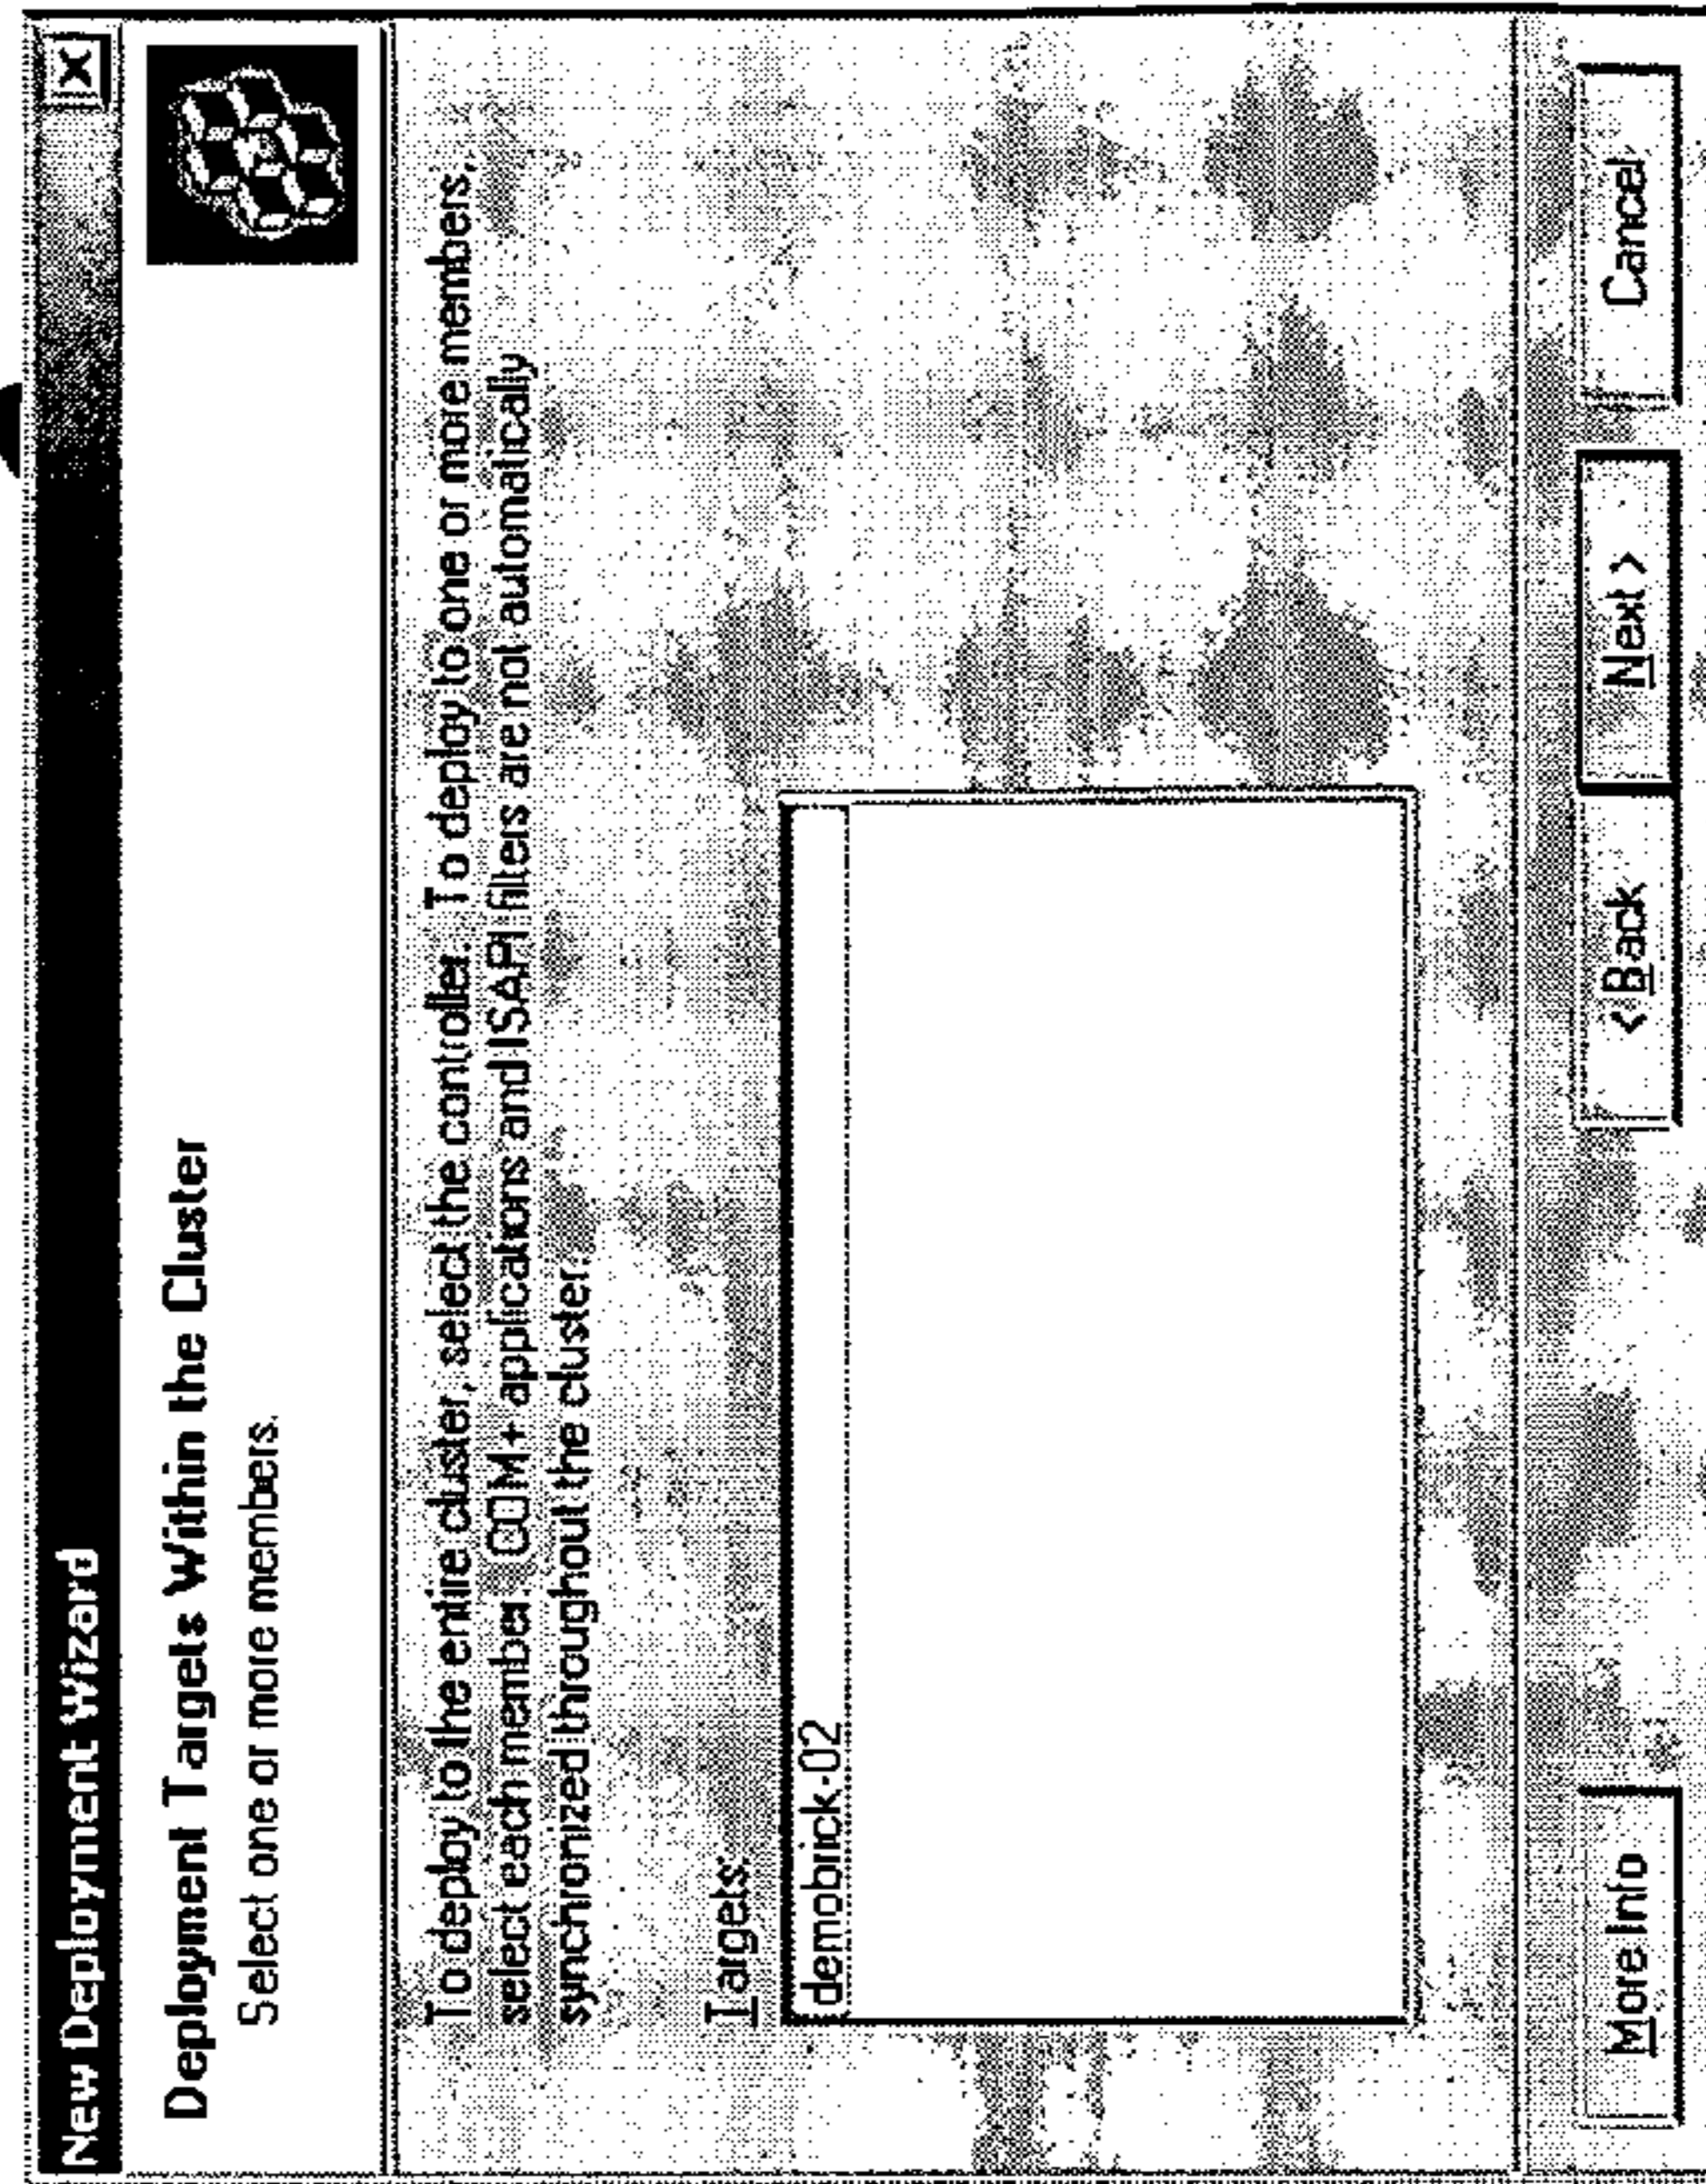 New Deployment Wizard
Deployment Targets Within the Cluster
Select one or more members.
To deploy to the entire cluster, select the controller. To deploy to one or more members,
select each member. COM+ applications and ISAPI filters are not automatically
synchronized throughout the cluster.
Targets:
demobrick-02
More Info
< Back
Next >
Cancel